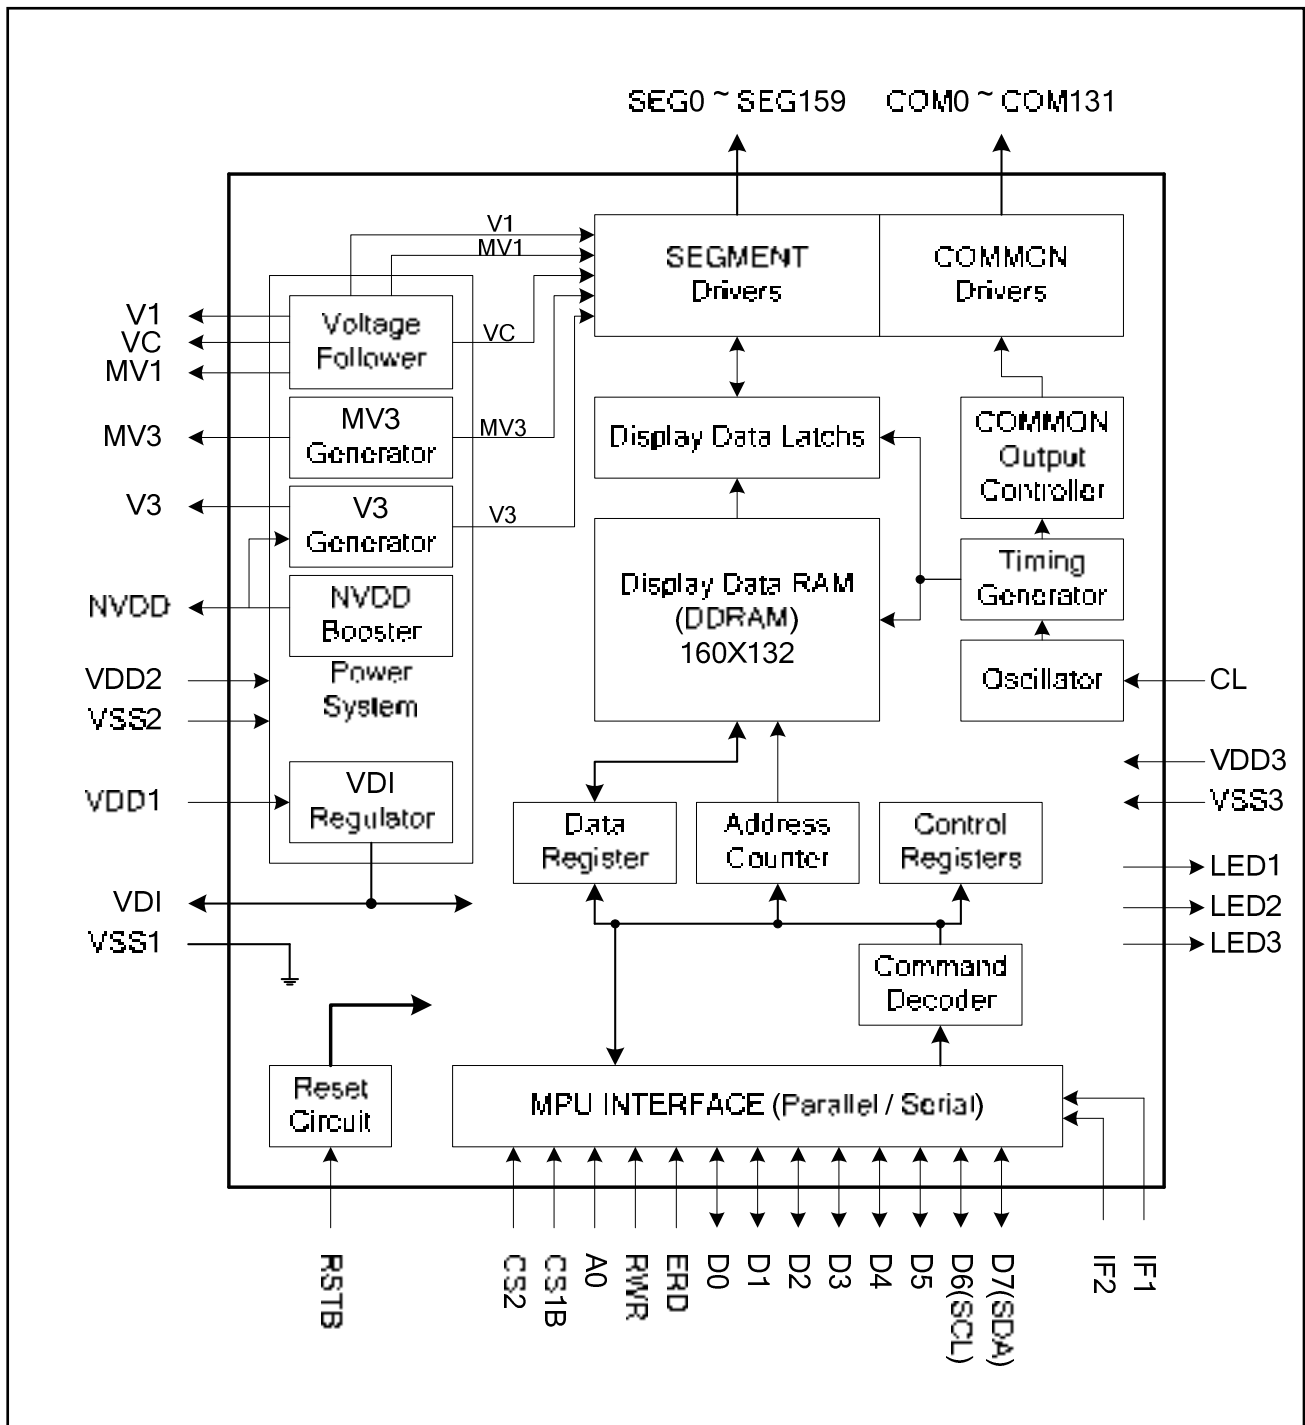 SEG0 ~ SEG159
COM0 ~ COM131
V1
MV1
VC
MV3
V3
SEGMENT
Drivers
COMMON
Drivers
V1
VC
MV1
MV3
V3
NVDD
VDD2
VSS2
VDD1
VDI
VSS1
Voltage
Follower
MV3
Generator
V3
Generator
NVDD
Booster
Power
System
VDI
Regulator
Display Data Latchs
COMMON
Output
Controller
Display Data RAM
(DDRAM)
160X132
Timing
Generator
Oscillator
CL
VDD3
VSS3
LED1
LED2
LED3
Data
Register
Address
Counter
Control
Registers
Command
Decoder
Reset
Circuit
MPU INTERFACE (Parallel / Serial)
RSTB
CS2
CS1B
A0
RWR
ERD
D0
D1
D2
D3
D4
D5
D6(SCL)
D7(SDA)
IF2
IF1